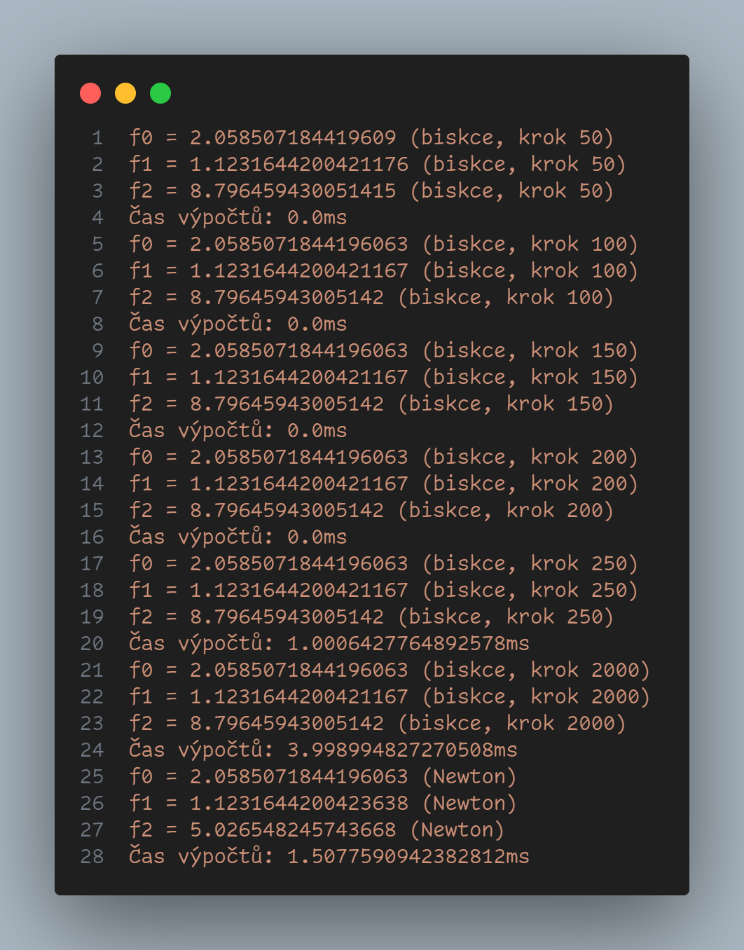 1 f0 = 2.058507184419609 (biskce, krok 50)
2 f1 = 1.1231644200421176 (biskce, krok 50)
3 f2 = 8.796459430051415 (biskce, krok 50)
4 Čas výpočtů: 0.0ms
5 f0 = 2.0585071844196063 (biskce, krok 100)
6 f1 = 1.1231644200421167 (biskce, krok 100)
7 f2 = 8.79645943005142 (biskce, krok 100)
8 Čas výpočtů: 0.0ms
9 f0 = 2.0585071844196063 (biskce, krok 150)
10 f1 = 1.1231644200421167 (biskce, krok 150)
11 f2 = 8.79645943005142 (biskce, krok 150)
12 Čas výpočtů: 0.0ms
13 f0 = 2.0585071844196063 (biskce, krok 200)
14 f1 = 1.1231644200421167 (biskce, krok 200)
15 f2 = 8.79645943005142 (biskce, krok 200)
16 Čas výpočtů: 0.0ms
17 f0 = 2.0585071844196063 (biskce, krok 250)
18 f1 = 1.1231644200421167 (biskce, krok 250)
19 f2 = 8.79645943005142 (biskce, krok 250)
20 Čas výpočtů: 1.0006427764892578ms
21 f0 = 2.0585071844196063 (biskce, krok 2000)
22 f1 = 1.1231644200421167 (biskce, krok 2000)
23 f2 = 8.79645943005142 (biskce, krok 2000)
24 Čas výpočtů: 3.998994827270508ms
25 f0 = 2.0585071844196063 (Newton)
26 f1 = 1.1231644200423638 (Newton)
27 f2 = 5.026548245743668 (Newton)
28 Čas výpočtů: 1.5077590942382812ms